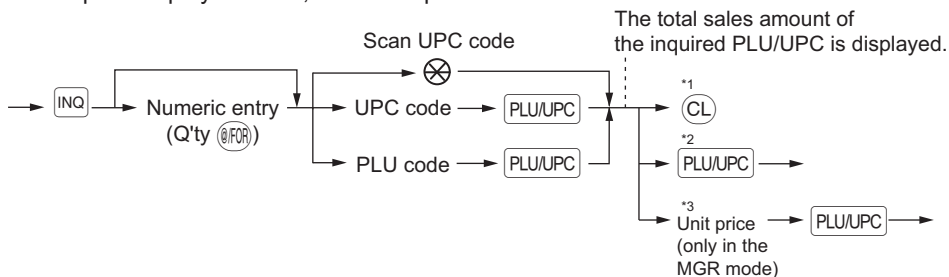 The total sales amount of
the inquired PLU/UPC is displayed.
Scan UPC code
INQ
Numeric entry
(Q'ty @/FOR)
UPC code
PLU/UPC
PLU code
PLU/UPC
*1
CL
*2
PLU/UPC
*3
Unit price
(only in the
MGR mode)
PLU/UPC